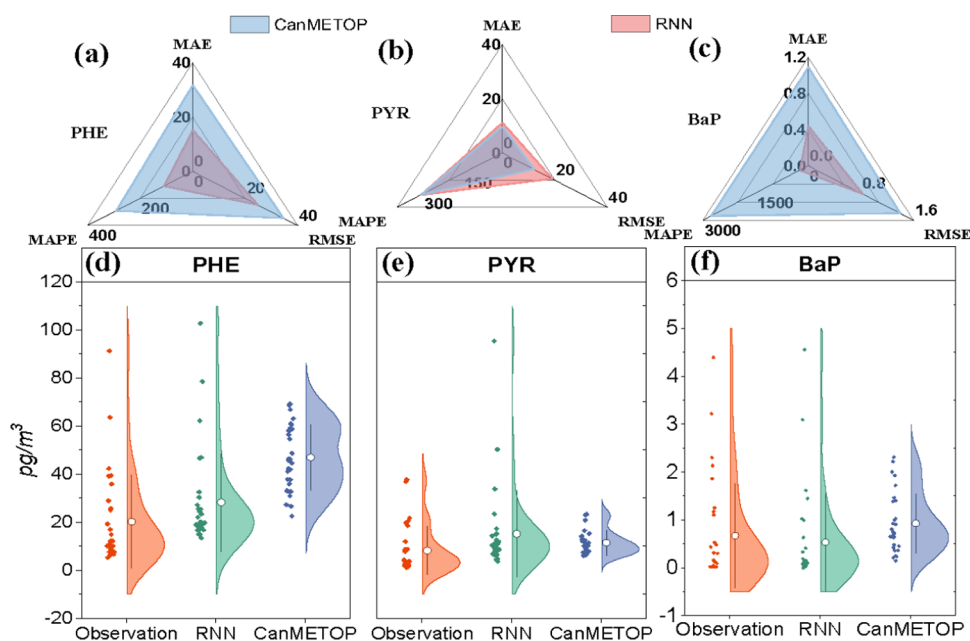 CanMETOP RNN
(a) MAE 40 20 0 0 20 40 200 400 PHE MAPE RMSE
(b) 40 20 0 0 20 40 150 300 PYR MAPE RMSE
(c) MAE 1.2 0.8 0.4 0.0 0 0.8 1.6 1500 3000 BaP MAPE RMSE
(d) PHE (e) PYR (f) BaP
120
100
80
60
40
20
0
-20
pg/m³
6
5
4
3
2
1
0
-1
Observation RNN CanMETOP Observation RNN CanMETOP Observation RNN CanMETOP